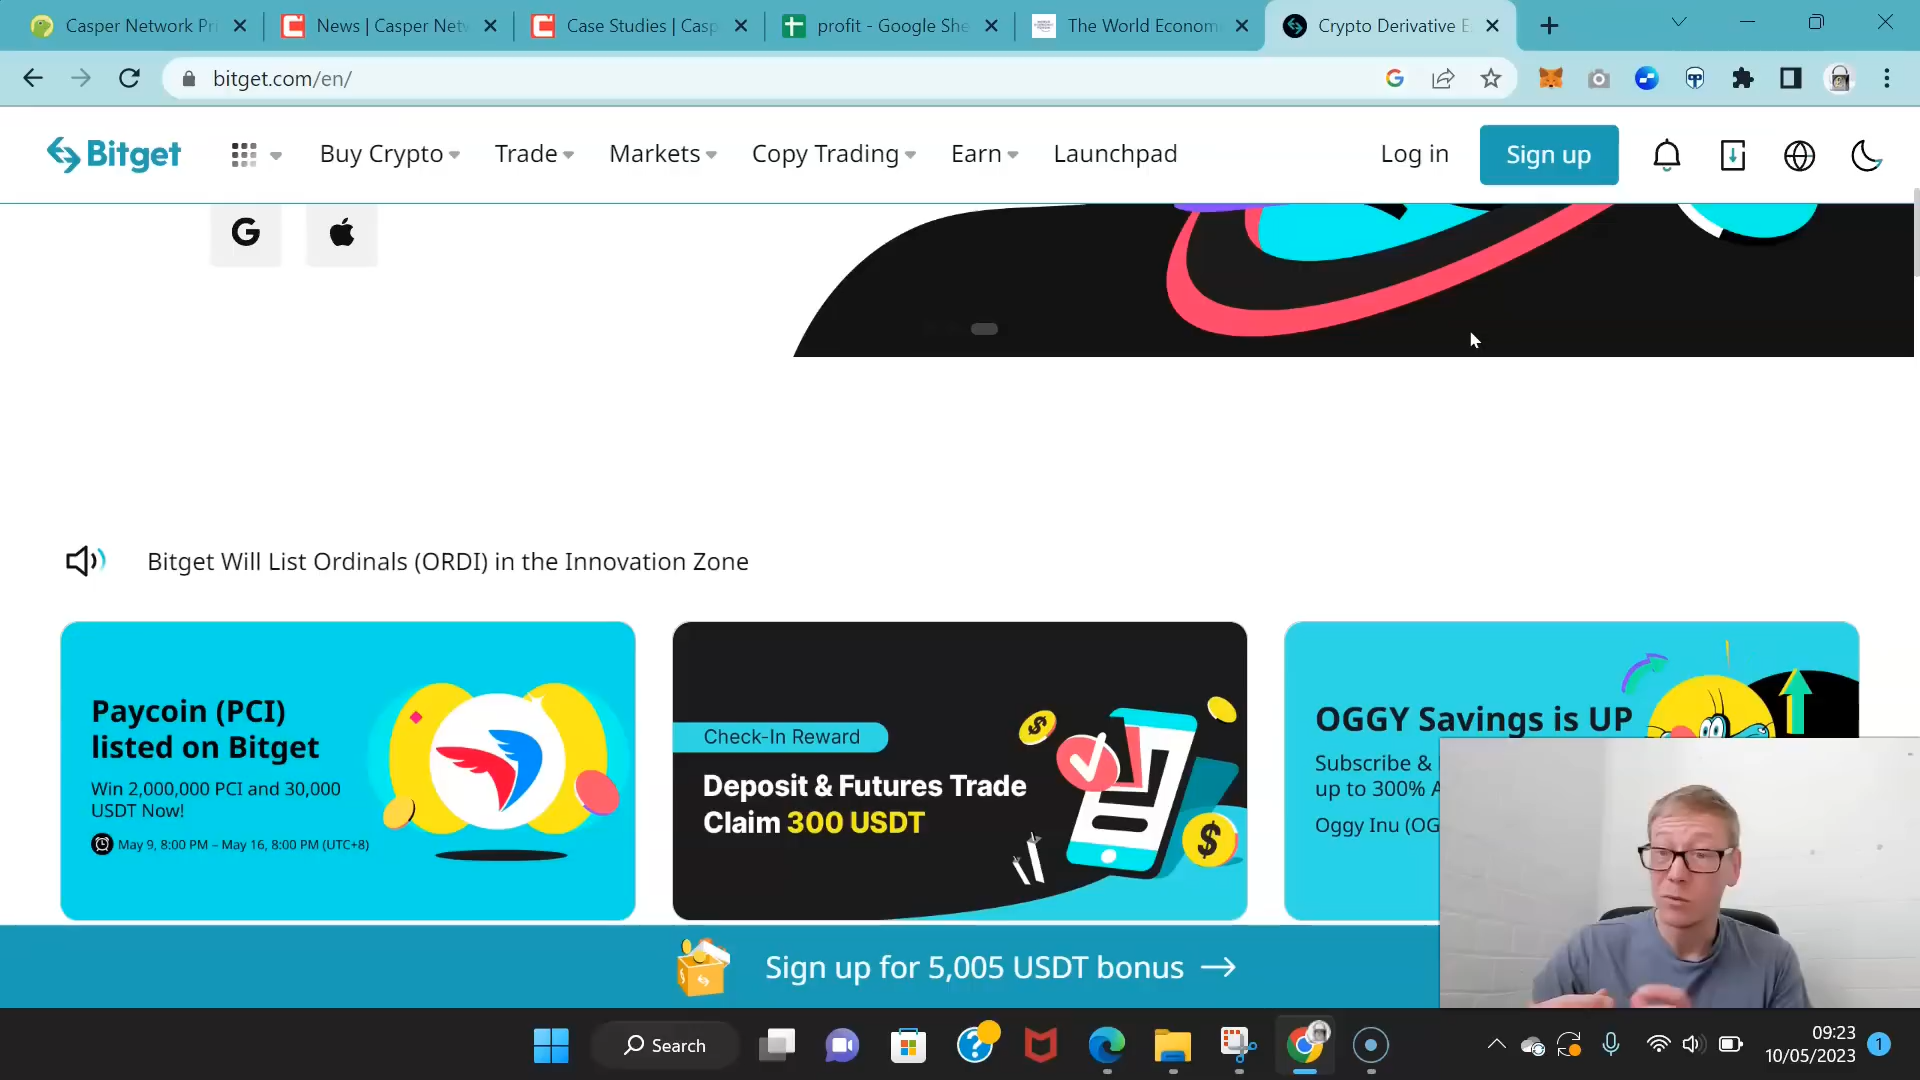 Casper Network Pri
News | Casper Netw
Case Studies | Casp
profit - Google She
The World Econom
Crypto Derivative E
bitget.com/en/
Bitget
Buy Crypto
Trade
Markets
Copy Trading
Earn
Launchpad
Log in
Sign up
Bitget Will List Ordinals (ORDI) in the Innovation Zone
Paycoin (PCI)
listed on Bitget
Win 2,000,000 PCI and 30,000
USDT Now!
May 9, 8:00 PM – May 16, 8:00 PM (UTC+8)
Check-In Reward
Deposit & Futures Trade
Claim 300 USDT
OGGY Savings is UP
Subscribe &
up to 300% A
Oggy Inu (OG
Sign up for 5,005 USDT bonus
Search
09:23
10/05/2023
1